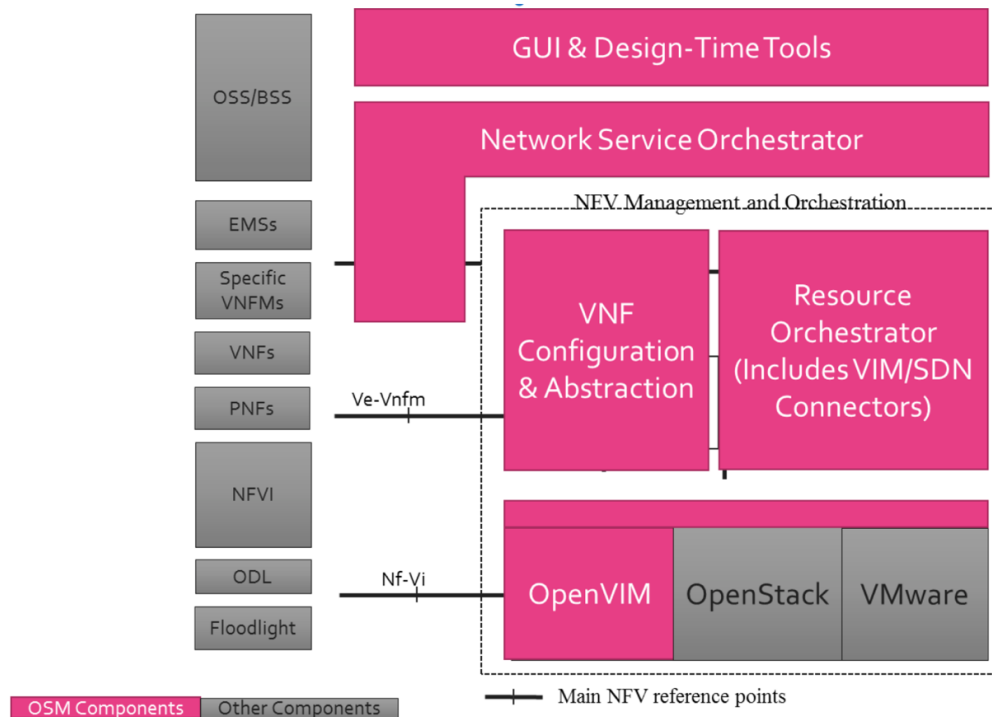 GUI & Design-Time Tools
OSS/BSS
Network Service Orchestrator
NFV Management and Orchestration
EMSs
Specific
VNFMs
VNF
Configuration
& Abstraction
Resource
Orchestrator
(Includes VIM/SDN
Connectors)
VNFs
PNFs
Ve-Vnfm
NFVI
ODL
Nf-Vi
OpenVIM
OpenStack
VMware
Floodlight
OSM Components
Other Components
Main NFV reference points